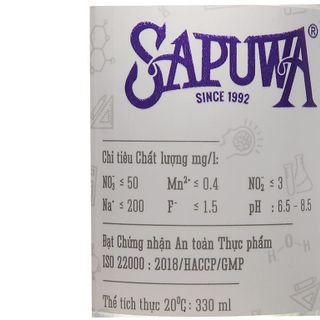 SAPUWA®
SINCE 1992
Chỉ tiêu Chất lượng mg/l:
NO₃⁻ ≤ 50 Mn²⁺ ≤ 0.4 NO₂⁻ ≤ 3
Na⁺ ≤ 200 F⁻ ≤ 1.5 pH : 6.5 - 8.5
Đạt Chứng nhận An toàn Thực phẩm
ISO 22000 : 2018/HACCP/GMP
Thể tích thực 20⁰C: 330 ml